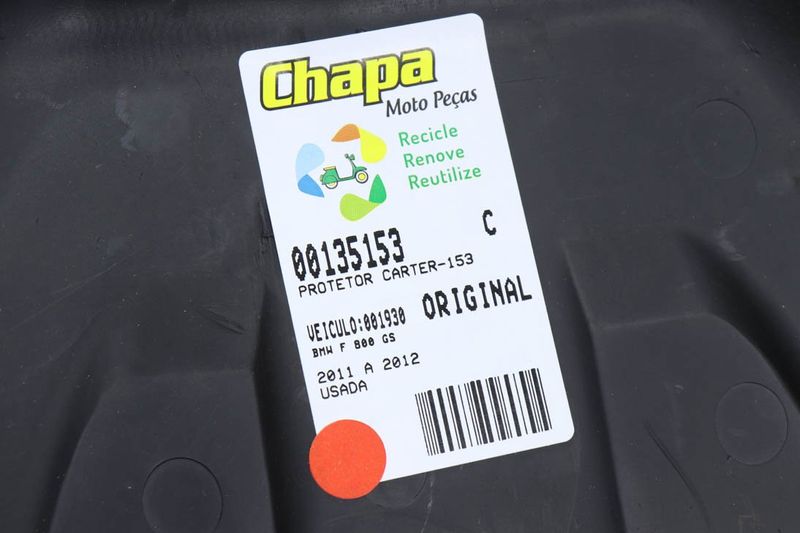 Chapa
Moto Peças
Recicle
Renove
Reutilize
C
00135153
PROTETOR CARTER-153
ORIGINAL
VEICULO:001930
BMW F 800 GS
2011 A 2012
USADA